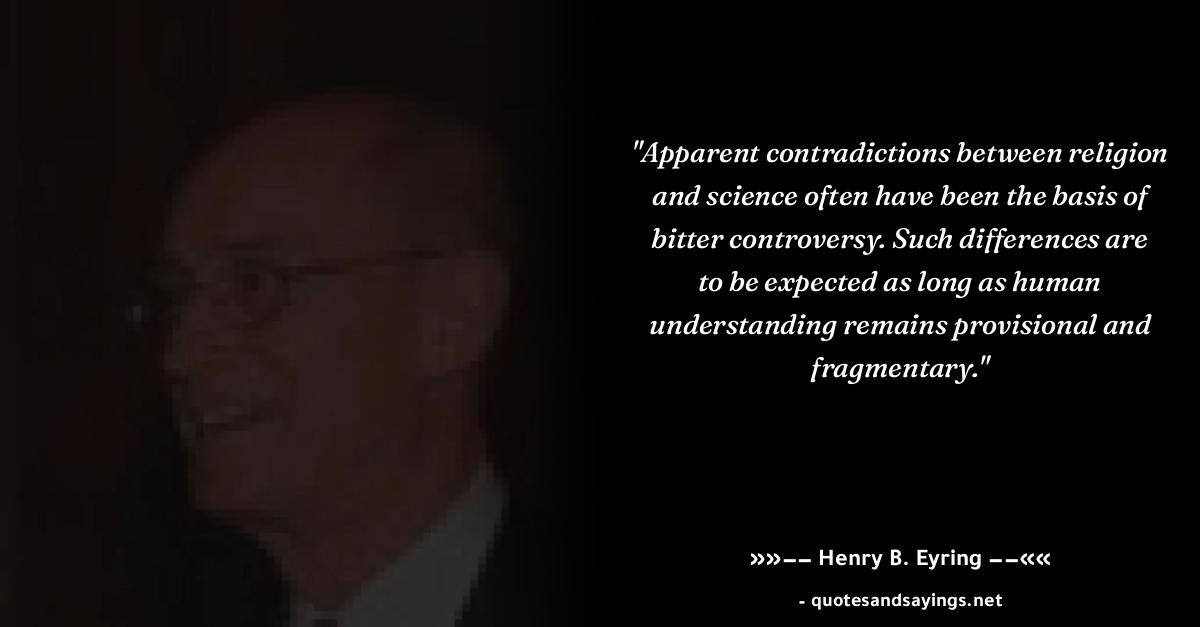 "Apparent contradictions between religion
and science often have been the basis of
bitter controversy. Such differences are
to be expected as long as human
understanding remains provisional and
fragmentary."
»»–– Henry B. Eyring ––««
- quotesandsayings.net